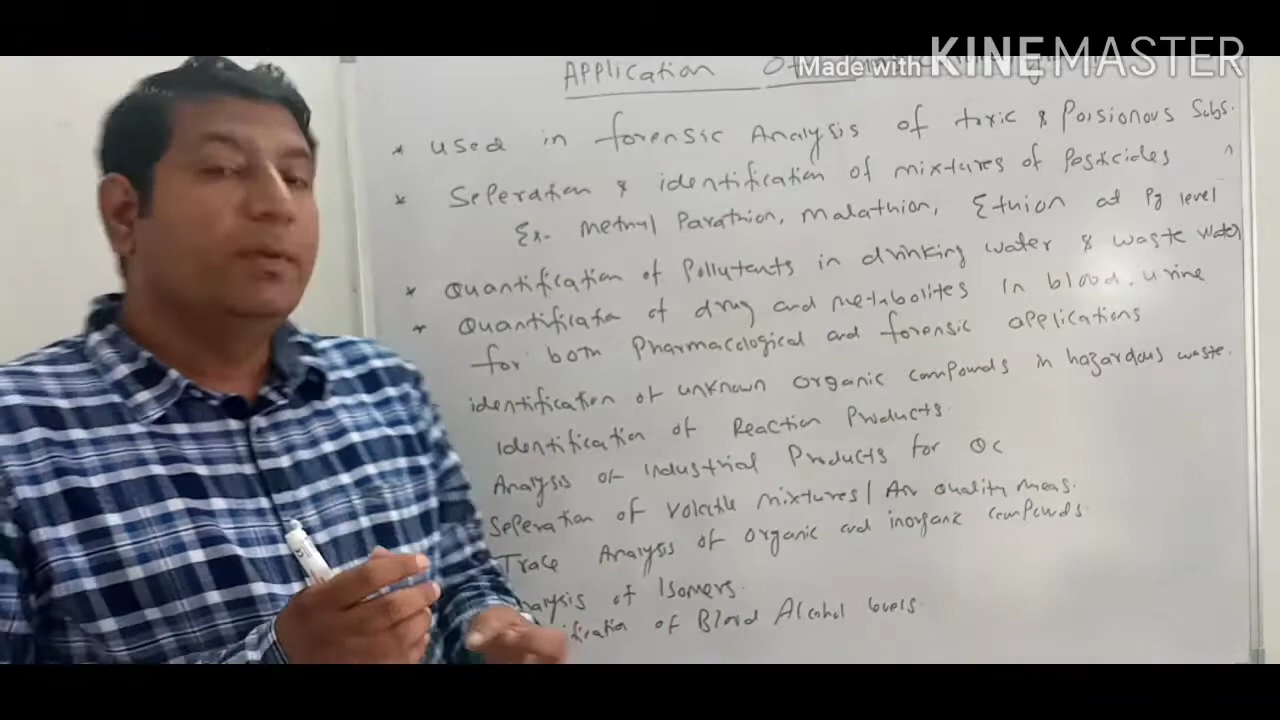 Application Of
Made with KINEMASTER
* Used in forensic Analysis of toxic & Poisionous Subs.
* Seperation & identification of mixtures of Pesticides
Ex. Methyl Parathion, Malathion, Ethion at Pg level
* Quantification of Pollutents in drinking water & waste water
* Quantificatn of drug and metabolites in blood, urine
for both Pharmacological and forensic applications
identification of unknown organic compounds in hazardous waste.
Identification of Reaction Products.
Analysis of Industrial Products for QC
Seperation of Volatile mixtures / Air Quality meas.
Trace Analysis of organic and inorganic compounds.
nalysis of Isomers.
ification of Blood Alcohol levels.